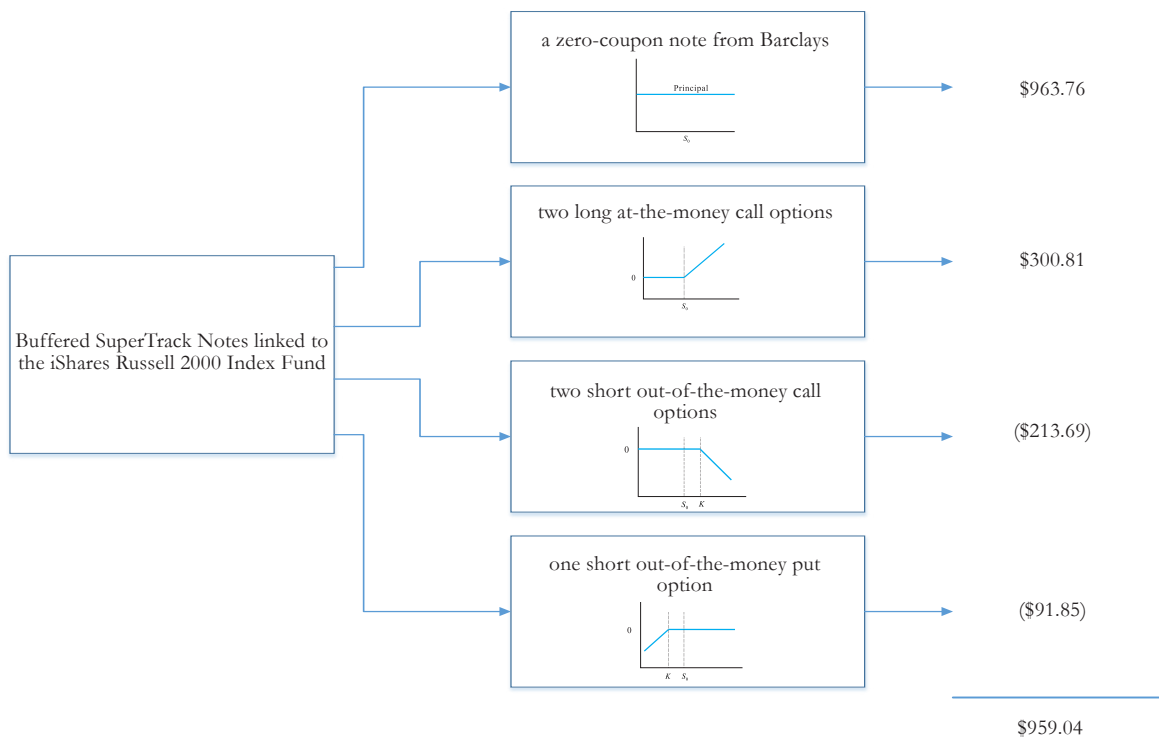 a zero-coupon note from Barclays
Principal
S₀
$963.76
two long at-the-money call options
0
S₀
$300.81
Buffered SuperTrack Notes linked to
the iShares Russell 2000 Index Fund
two short out-of-the-money call
options
0
S₀ K
($213.69)
one short out-of-the-money put
option
0
K S₀
($91.85)
$959.04